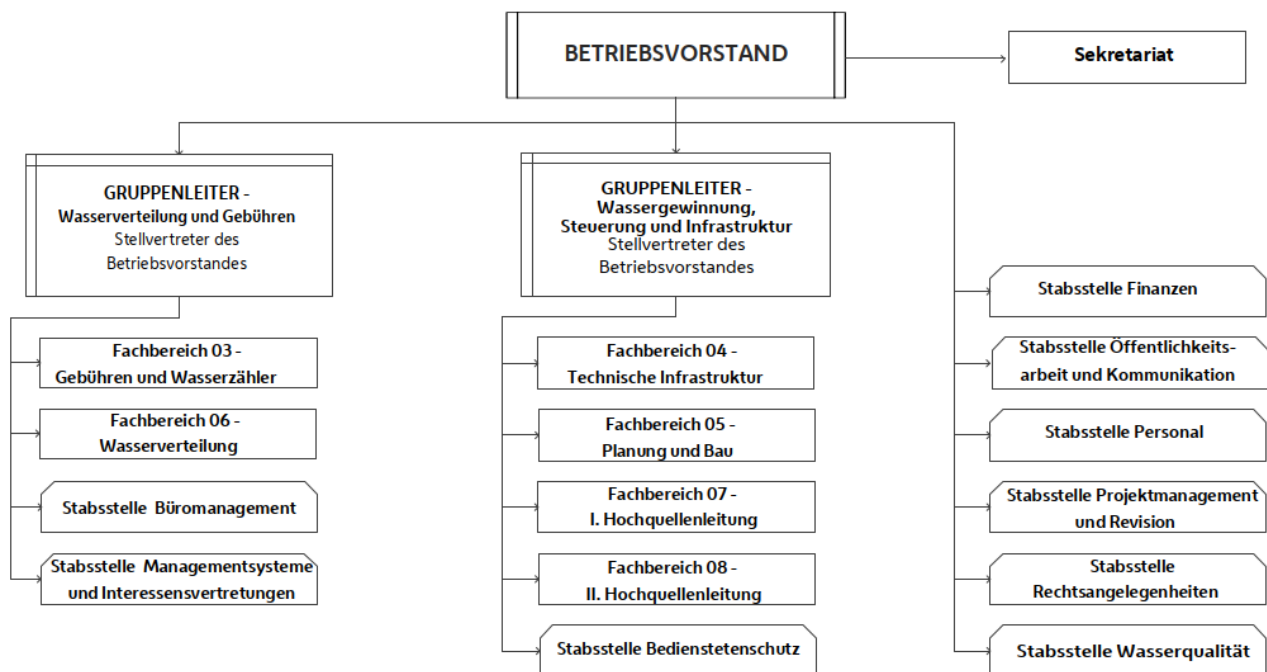 BETRIEBSVORSTAND
Sekretariat
GRUPPENLEITER -
Wasserverteilung und Gebühren
Stellvertreter des
Betriebsvorstandes
Fachbereich 03 -
Gebühren und Wasserzähler
Fachbereich 06 -
Wasserverteilung
Stabsstelle Büromanagement
Stabsstelle Managementsysteme
und Interessensvertretungen
GRUPPENLEITER -
Wassergewinnung,
Steuerung und Infrastruktur
Stellvertreter des
Betriebsvorstandes
Fachbereich 04 -
Technische Infrastruktur
Fachbereich 05 -
Planung und Bau
Fachbereich 07 -
I. Hochquellenleitung
Fachbereich 08 -
II. Hochquellenleitung
Stabsstelle Bedienstetenschutz
Stabsstelle Finanzen
Stabsstelle Öffentlichkeits-
arbeit und Kommunikation
Stabsstelle Personal
Stabsstelle Projektmanagement
und Revision
Stabsstelle
Rechtsangelegenheiten
Stabsstelle Wasserqualität